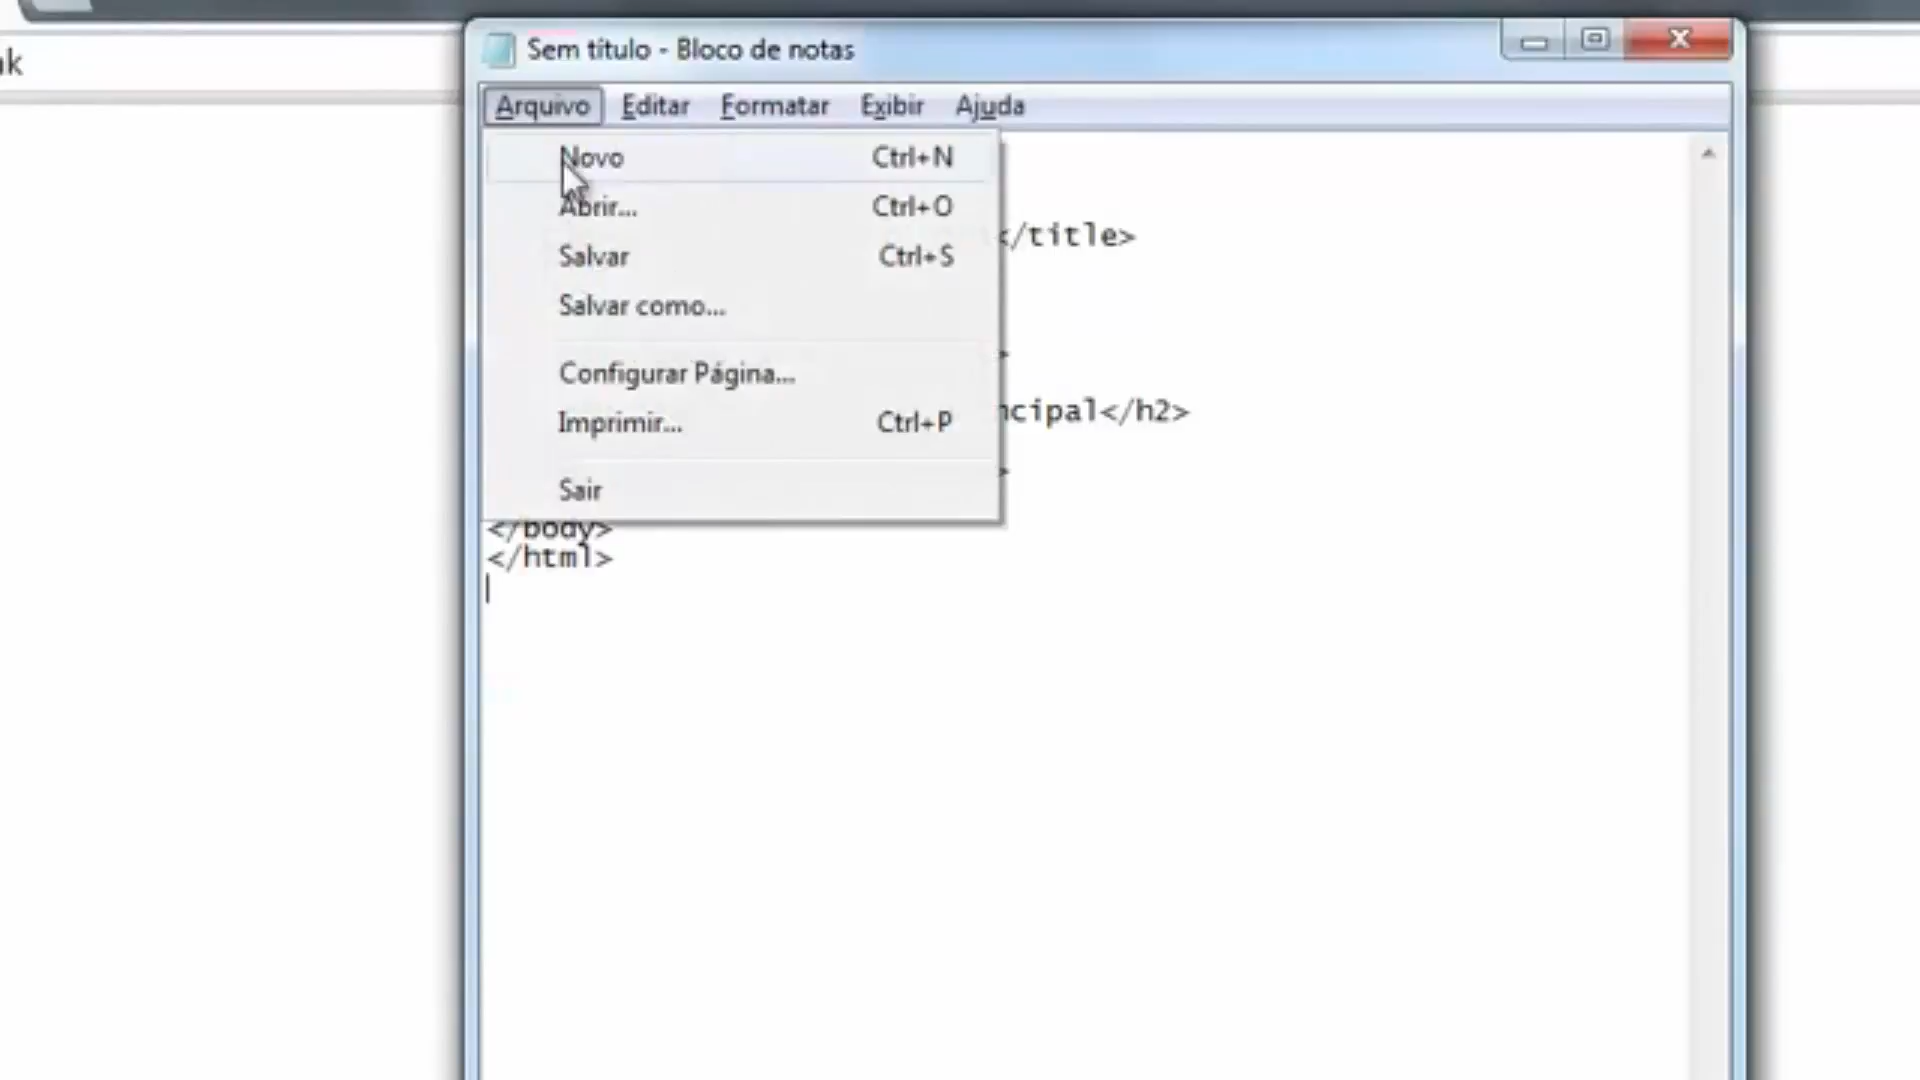 Sem título - Bloco de notas
Arquivo Editar Formatar Exibir Ajuda
Novo Ctrl+N
Abrir... Ctrl+O
</title>
Salvar Ctrl+S
Salvar como...
Configurar Página...
ncipal</h2>
Imprimir... Ctrl+P
>
Sair
</body>
</html>